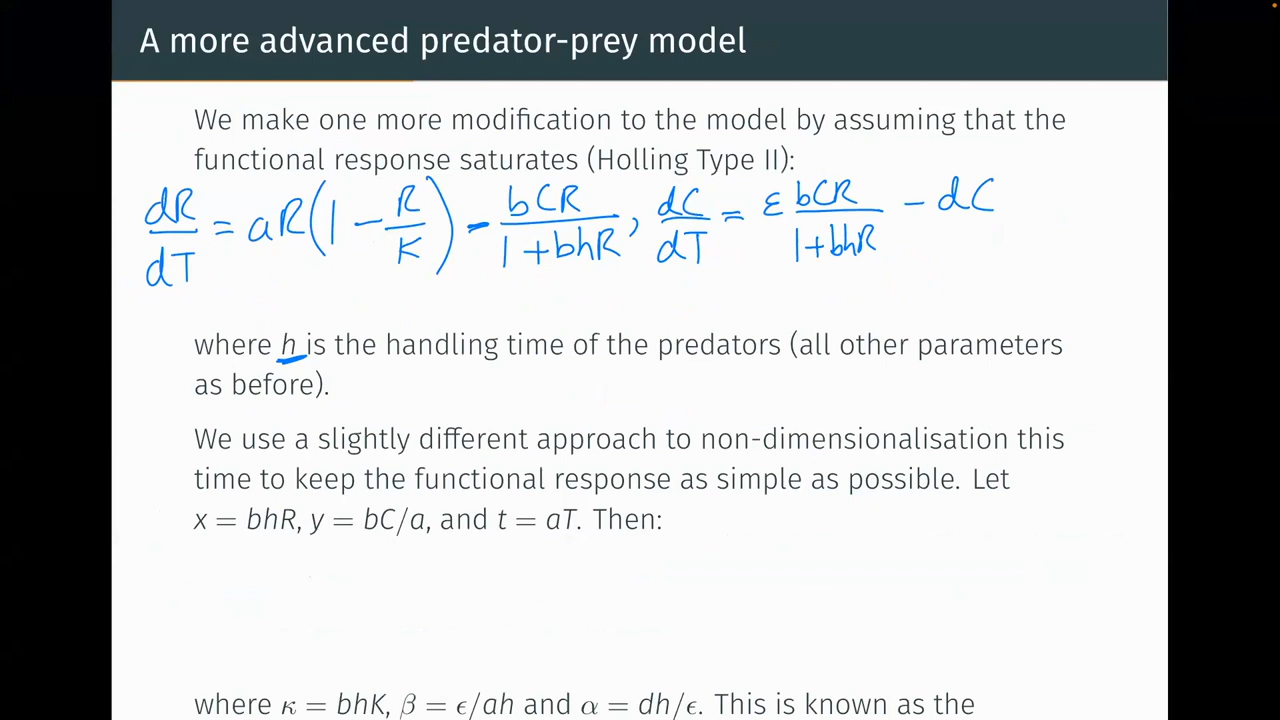 A more advanced predator-prey model
We make one more modification to the model by assuming that the
functional response saturates (Holling Type II):
dR/dT = aR(1 - R/K) - bCR/(1+bhR), dC/dT = ε bCR/(1+bhR) - dC
where h is the handling time of the predators (all other parameters
as before).
We use a slightly different approach to non-dimensionalisation this
time to keep the functional response as simple as possible. Let
x = bhR, y = bC/a, and t = aT. Then:
where κ = bhK, β = ϵ/ah and α = dh/ϵ. This is known as the